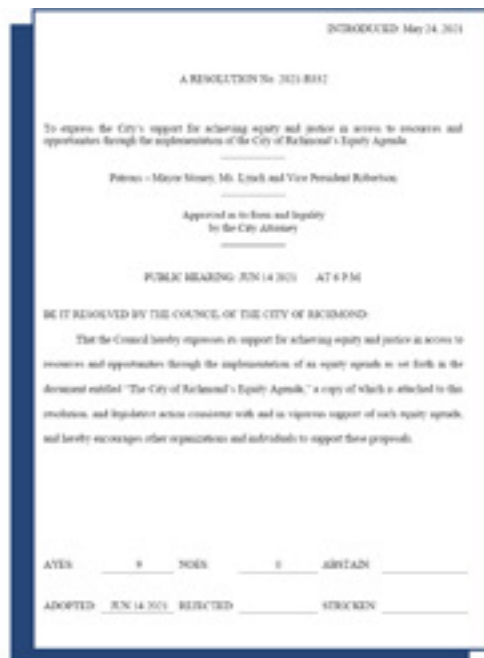 INTRODUCED: May 24, 2021
A RESOLUTION No. 2021-R032
To express the City's support for achieving equity and justice in access to resources and
opportunities through the implementation of the City of Richmond's Equity Agenda.
Patrons – Mayor Stoney, Ms. Lynch and Vice President Robertson
Approved as to form and legality
by the City Attorney
PUBLIC HEARING: JUN 14 2021 AT 6 P.M.
BE IT RESOLVED BY THE COUNCIL OF THE CITY OF RICHMOND:
That the Council hereby expresses its support for achieving equity and justice in access to
resources and opportunities through the implementation of an equity agenda as set forth in the
document entitled "The City of Richmond's Equity Agenda," a copy of which is attached to this
resolution, and legislative action consistent with and in vigorous support of such equity agenda,
and hereby encourages other organizations and individuals to support these proposals.
AYES: 9 NOES: 0 ABSTAIN:
ADOPTED: JUN 14 2021 REJECTED: STRICKEN: